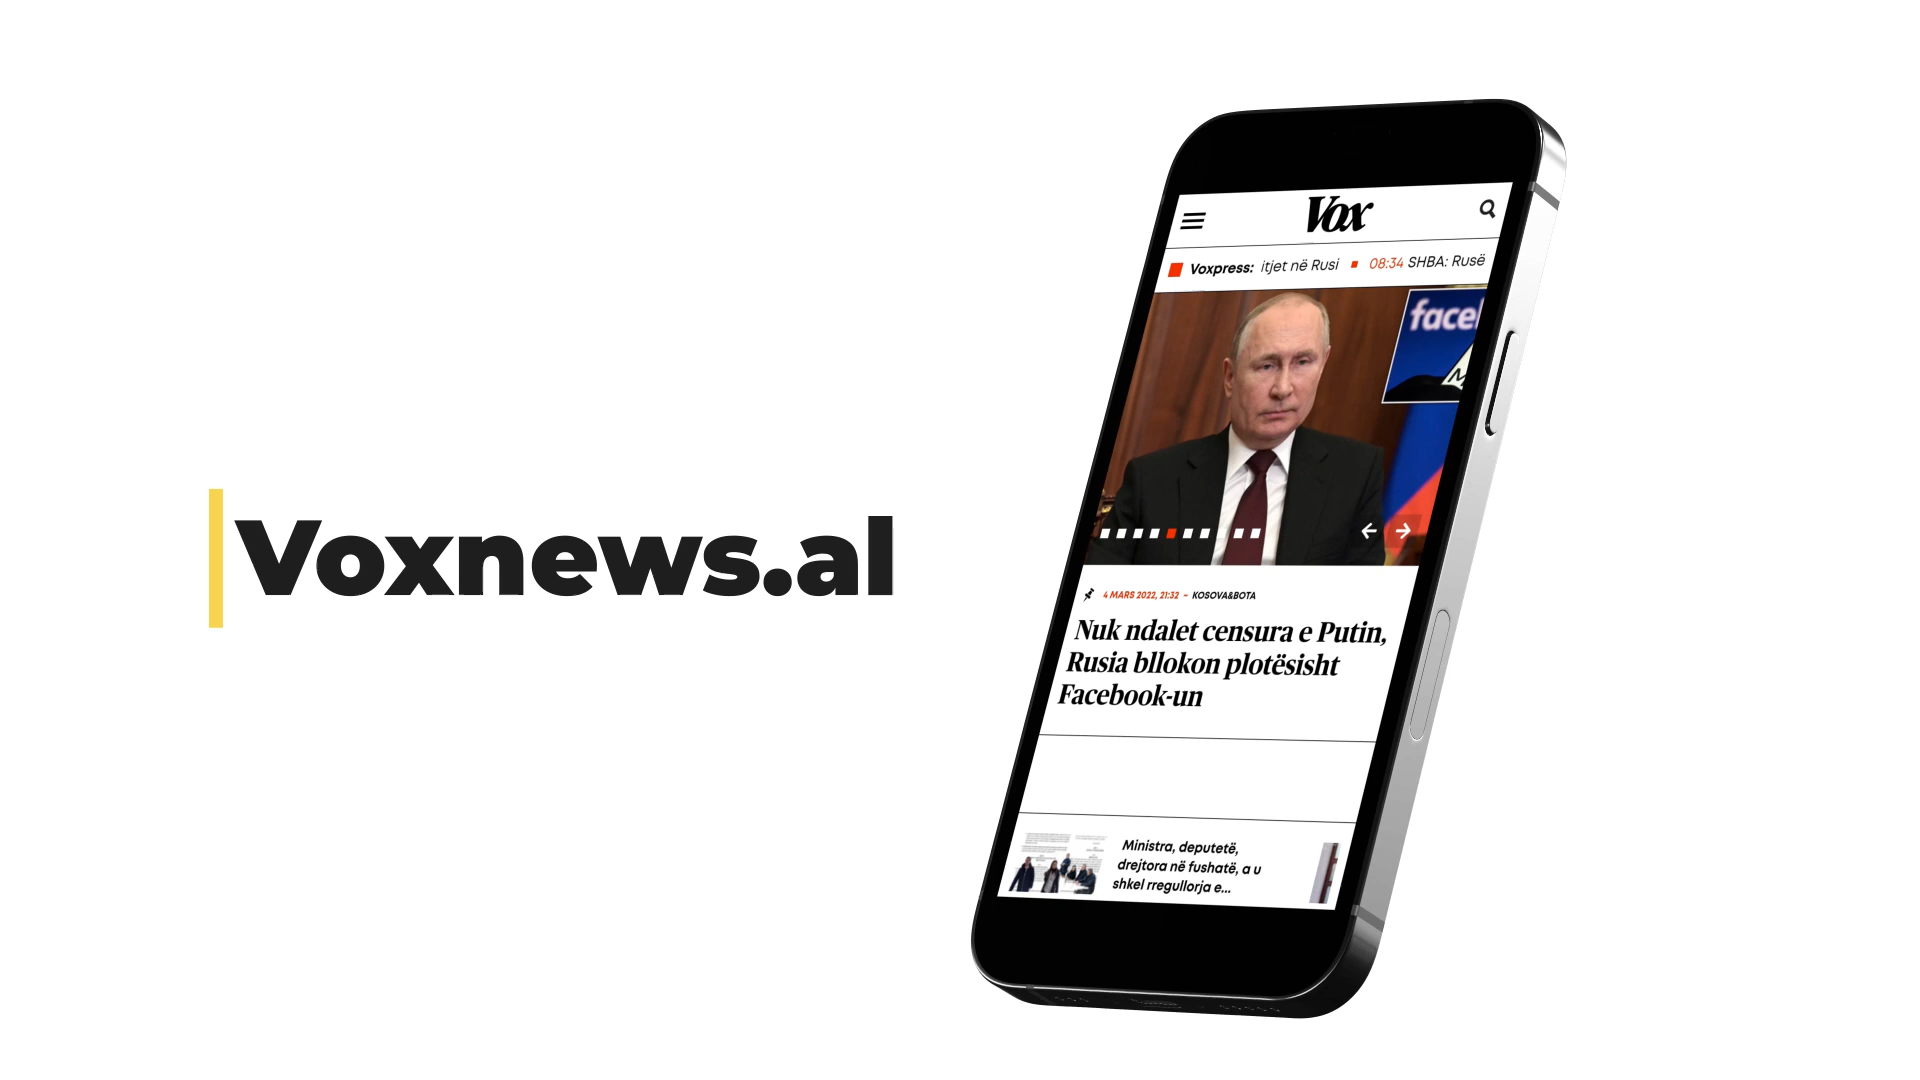 Voxnews.al
Vox
Voxpress: itjet në Rusi 08:34 SHBA: Rusë
face
4 MARS 2022, 21:32 – KOSOVA&BOTA
Nuk ndalet censura e Putin,
Rusia bllokon plotësisht
Facebook-un
Ministra, deputetë,
drejtora në fushatë, a u
shkel rregullorja e...